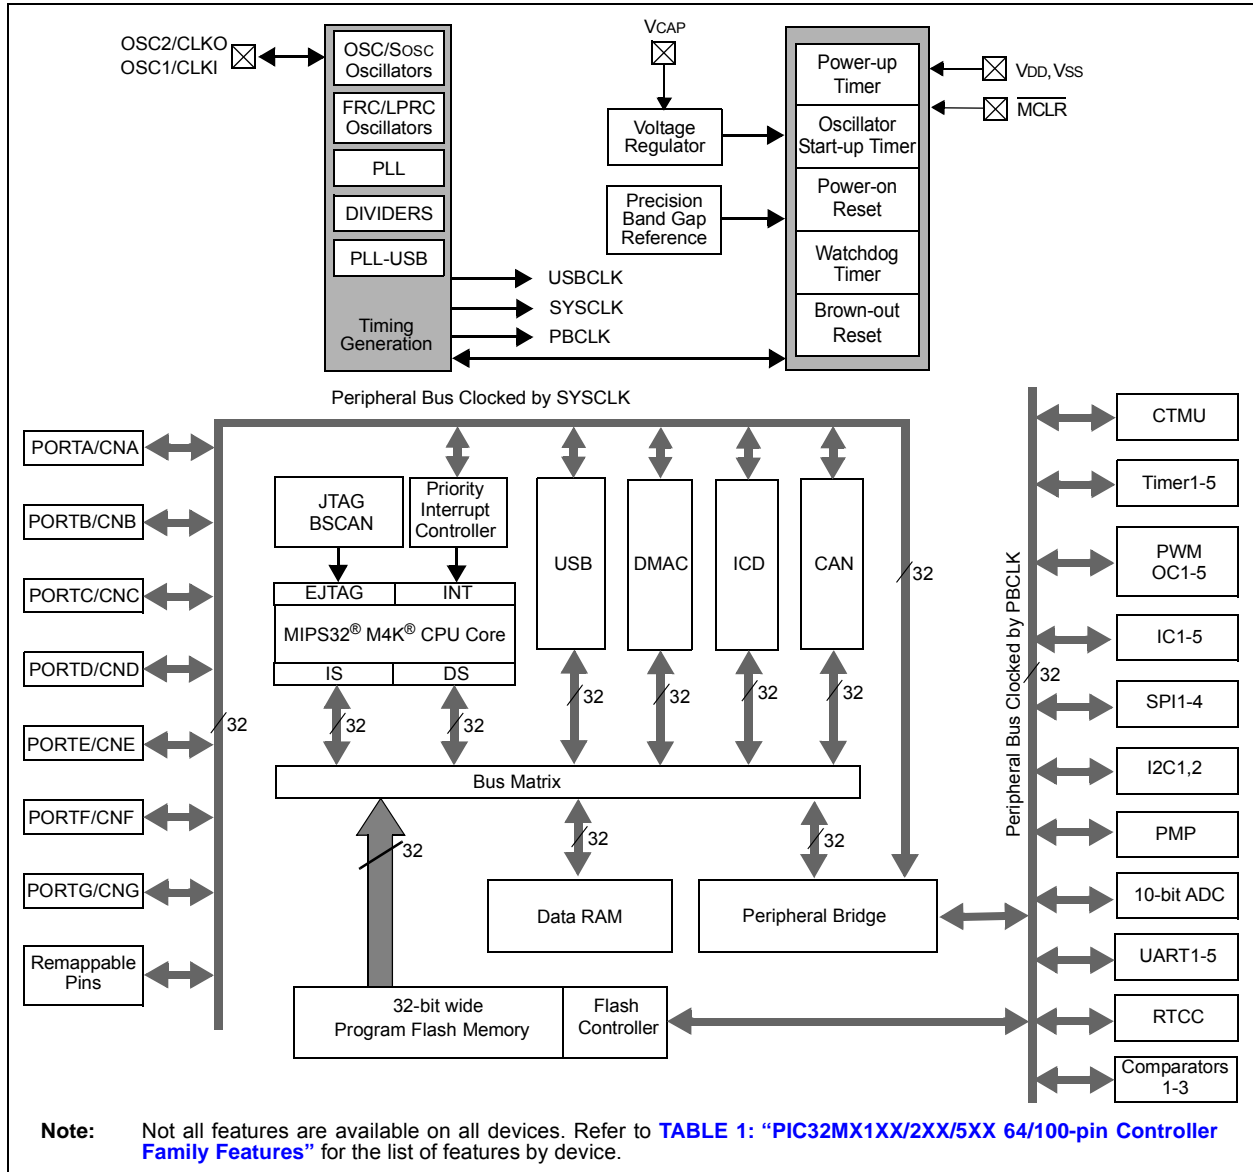 OSC2/CLKO
OSC1/CLKI
OSC/SOSC
Oscillators
FRC/LPRC
Oscillators
PLL
DIVIDERS
PLL-USB
Timing
Generation
USBCLK
SYSCLK
PBCLK
VCAP
Voltage
Regulator
Precision
Band Gap
Reference
Power-up
Timer
Oscillator
Start-up Timer
Power-on
Reset
Watchdog
Timer
Brown-out
Reset
VDD, VSS
MCLR
Peripheral Bus Clocked by SYSCLK
PORTA/CNA
PORTB/CNB
PORTC/CNC
PORTD/CND
PORTE/CNE
PORTF/CNF
PORTG/CNG
Remappable
Pins
32
JTAG
BSCAN
Priority
Interrupt
Controller
EJTAG
INT
MIPS32® M4K® CPU Core
IS
DS
USB
DMAC
ICD
CAN
32
32
32
32
32
32
32
Bus Matrix
32
32
32
Data RAM
Peripheral Bridge
32-bit wide
Program Flash Memory
Flash
Controller
Peripheral Bus Clocked by PBCLK
32
CTMU
Timer1-5
PWM
OC1-5
IC1-5
SPI1-4
I2C1,2
PMP
10-bit ADC
UART1-5
RTCC
Comparators
1-3
Note: Not all features are available on all devices. Refer to TABLE 1: “PIC32MX1XX/2XX/5XX 64/100-pin Controller
Family Features” for the list of features by device.